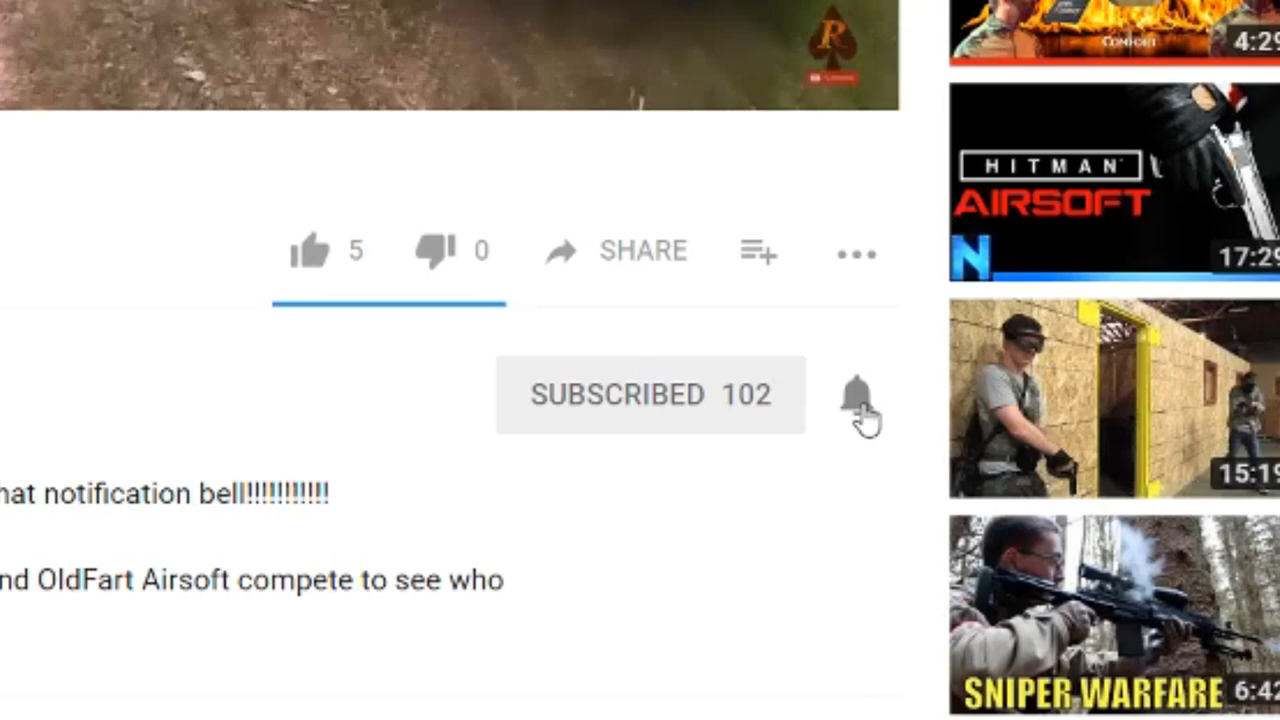 R
COMFORT
4:29
HITMAN
AIRSOFT
N
17:29
5
0
SHARE
SUBSCRIBED 102
15:19
hat notification bell!!!!!!!!!!!
nd OldFart Airsoft compete to see who
SNIPER WARFARE
6:42